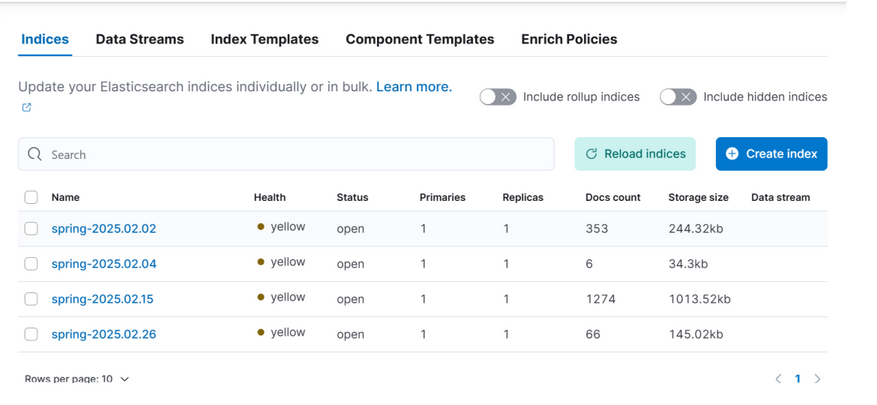 Indices Data Streams Index Templates Component Templates Enrich Policies
Update your Elasticsearch indices individually or in bulk. Learn more.
Include rollup indices Include hidden indices
Search Reload indices Create index
Name Health Status Primaries Replicas Docs count Storage size Data stream
spring-2025.02.02 yellow open 1 1 353 244.32kb
spring-2025.02.04 yellow open 1 1 6 34.3kb
spring-2025.02.15 yellow open 1 1 1274 1013.52kb
spring-2025.02.26 yellow open 1 1 66 145.02kb
Rows per page: 10 1